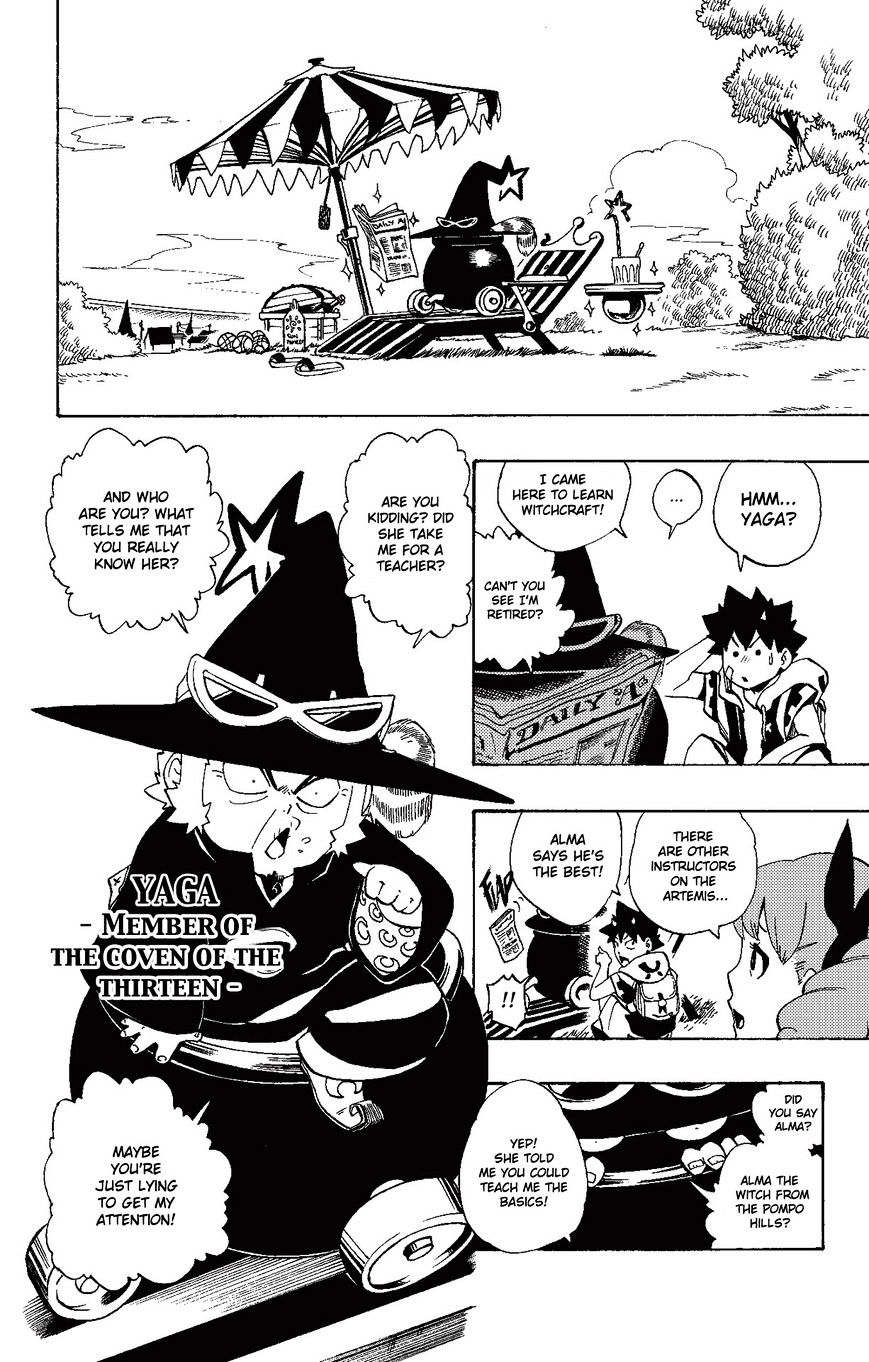 DAILY A
HMM...
YAGA?
...
I CAME
HERE TO LEARN
WITCHCRAFT!
CAN'T YOU
SEE I'M
RETIRED?
DAILY A's
ARE YOU
KIDDING? DID
SHE TAKE
ME FOR A
TEACHER?
AND WHO
ARE YOU? WHAT
TELLS ME THAT
YOU REALLY
KNOW HER?
THERE
ARE OTHER
INSTRUCTORS
ON THE
ARTEMIS...
ALMA
SAYS HE'S
THE BEST!
FLAP
!!
DID
YOU SAY
ALMA?
ALMA THE
WITCH FROM
THE POMPO
HILLS?
YEP!
SHE TOLD
ME YOU COULD
TEACH ME THE
BASICS!
YAGA
- MEMBER OF
THE COVEN OF THE
THIRTEEN -
MAYBE
YOU'RE
JUST LYING
TO GET MY
ATTENTION!